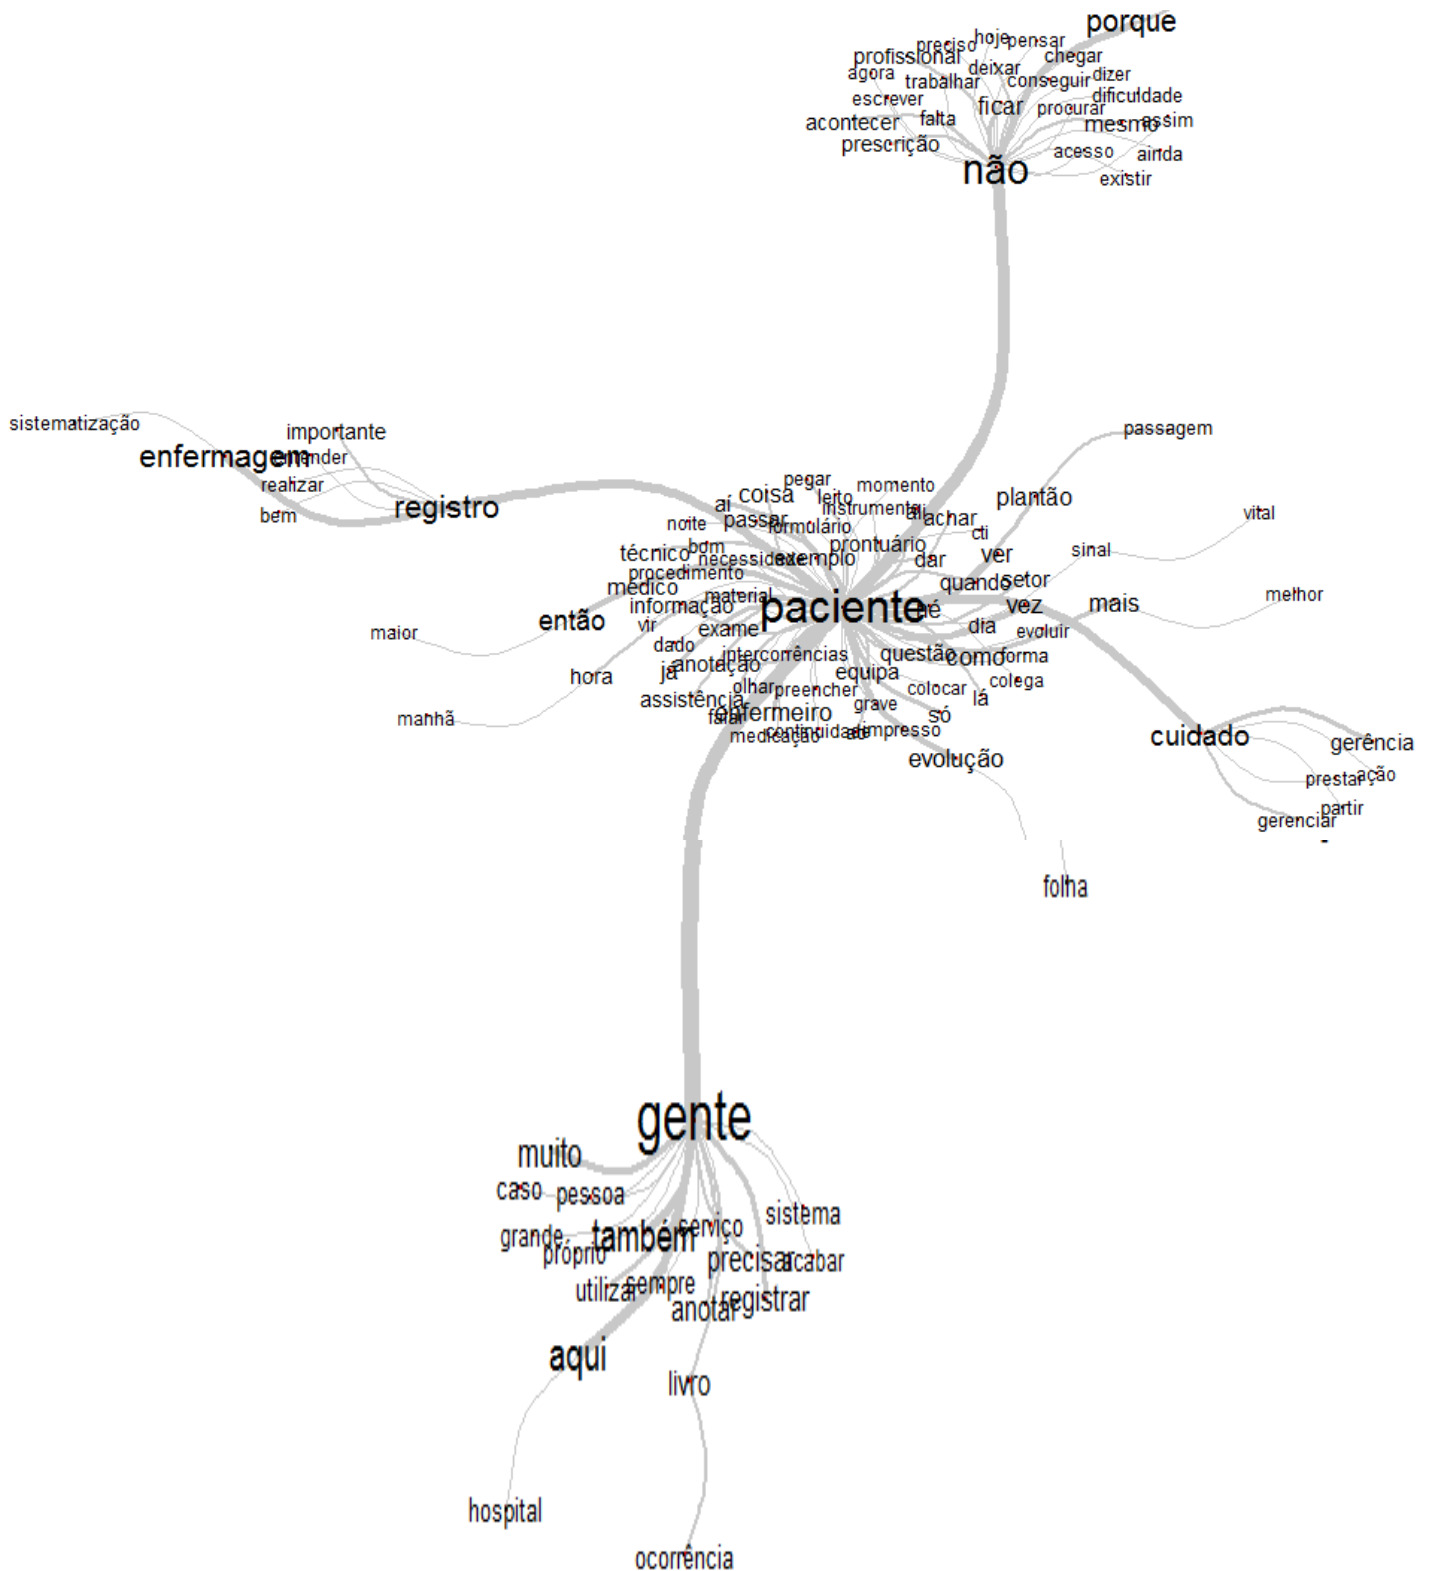 porque
hoje
preciso
pensar
profissional
chegar
deixar
agora
trabalhar
conseguir
dizer
escrever
dificuldade
ficar
procurar
acontecer
falta
mesmo
assim
prescrição
acesso
ainda
não
existir
sistematização
importante
passagem
enfermagem
entender
realizar
bem
registro
pegar
momento
coisa
leito
plantão
aí
instrumento
ali
achar
noite
passar
formulário
vital
cti
bom
prontuário
sinal
técnico
necessidade
exemplo
dar
ver
procedimento
quando
setor
médico
material
melhor
informação
paciente
né
vez
mais
então
vir
exame
dia
evoluir
maior
dado
intercorrências
questão
como
forma
já
anotação
equipa
hora
olhar
preencher
colocar
colega
assistência
grave
lá
manhã
falar
enfermeiro
só
medicação
continuidade
impresso
cuidado
gerência
evolução
prestar
ação
partir
gerenciar
folha
gente
muito
caso
pessoa
sistema
serviço
grande
também
próprio
precisar
acabar
utilizar
sempre
anotar
registrar
aqui
livro
hospital
ocorrência